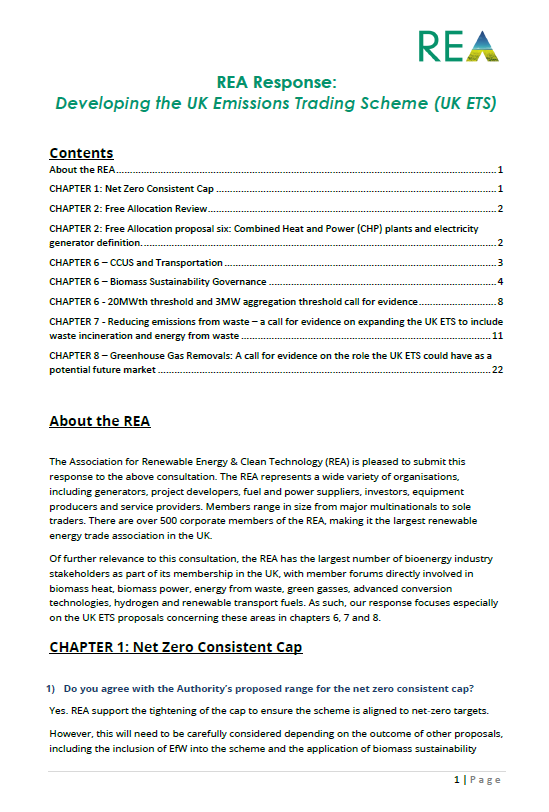 REA
REA Response:
Developing the UK Emissions Trading Scheme (UK ETS)
Contents
About the REA.....1
CHAPTER 1: Net Zero Consistent Cap.....1
CHAPTER 2: Free Allocation Review.....2
CHAPTER 2: Free Allocation proposal six: Combined Heat and Power (CHP) plants and electricity
generator definition.....2
CHAPTER 6 – CCUS and Transportation.....3
CHAPTER 6 – Biomass Sustainability Governance.....4
CHAPTER 6 - 20MWth threshold and 3MW aggregation threshold call for evidence.....8
CHAPTER 7 - Reducing emissions from waste – a call for evidence on expanding the UK ETS to include
waste incineration and energy from waste.....11
CHAPTER 8 – Greenhouse Gas Removals: A call for evidence on the role the UK ETS could have as a
potential future market.....22
About the REA
The Association for Renewable Energy & Clean Technology (REA) is pleased to submit this
response to the above consultation. The REA represents a wide variety of organisations,
including generators, project developers, fuel and power suppliers, investors, equipment
producers and service providers. Members range in size from major multinationals to sole
traders. There are over 500 corporate members of the REA, making it the largest renewable
energy trade association in the UK.
Of further relevance to this consultation, the REA has the largest number of bioenergy industry
stakeholders as part of its membership in the UK, with member forums directly involved in
biomass heat, biomass power, energy from waste, green gasses, advanced conversion
technologies, hydrogen and renewable transport fuels. As such, our response focuses especially
on the UK ETS proposals concerning these areas in chapters 6, 7 and 8.
CHAPTER 1: Net Zero Consistent Cap
1) Do you agree with the Authority's proposed range for the net zero consistent cap?
Yes. REA support the tightening of the cap to ensure the scheme is aligned to net-zero targets.
However, this will need to be carefully considered depending on the outcome of other proposals,
including the inclusion of EfW into the scheme and the application of biomass sustainability
1 | Page